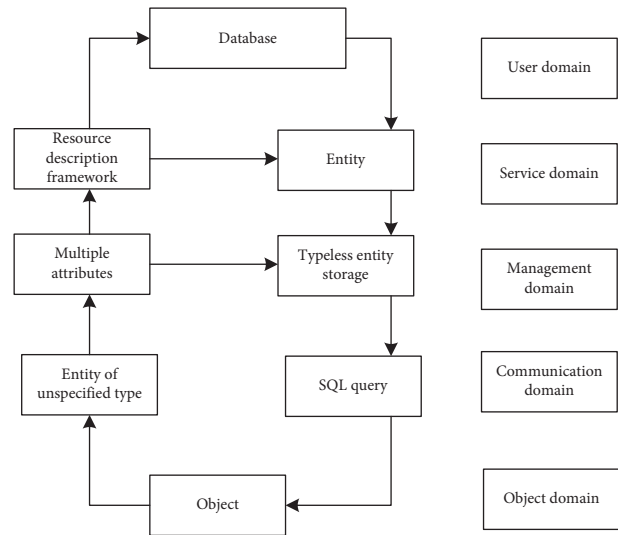 Database
User domain
Resource
description
framework
Entity
Service domain
Multiple
attributes
Typeless entity
storage
Management
domain
Entity of
unspecified type
SQL query
Communication
domain
Object
Object domain